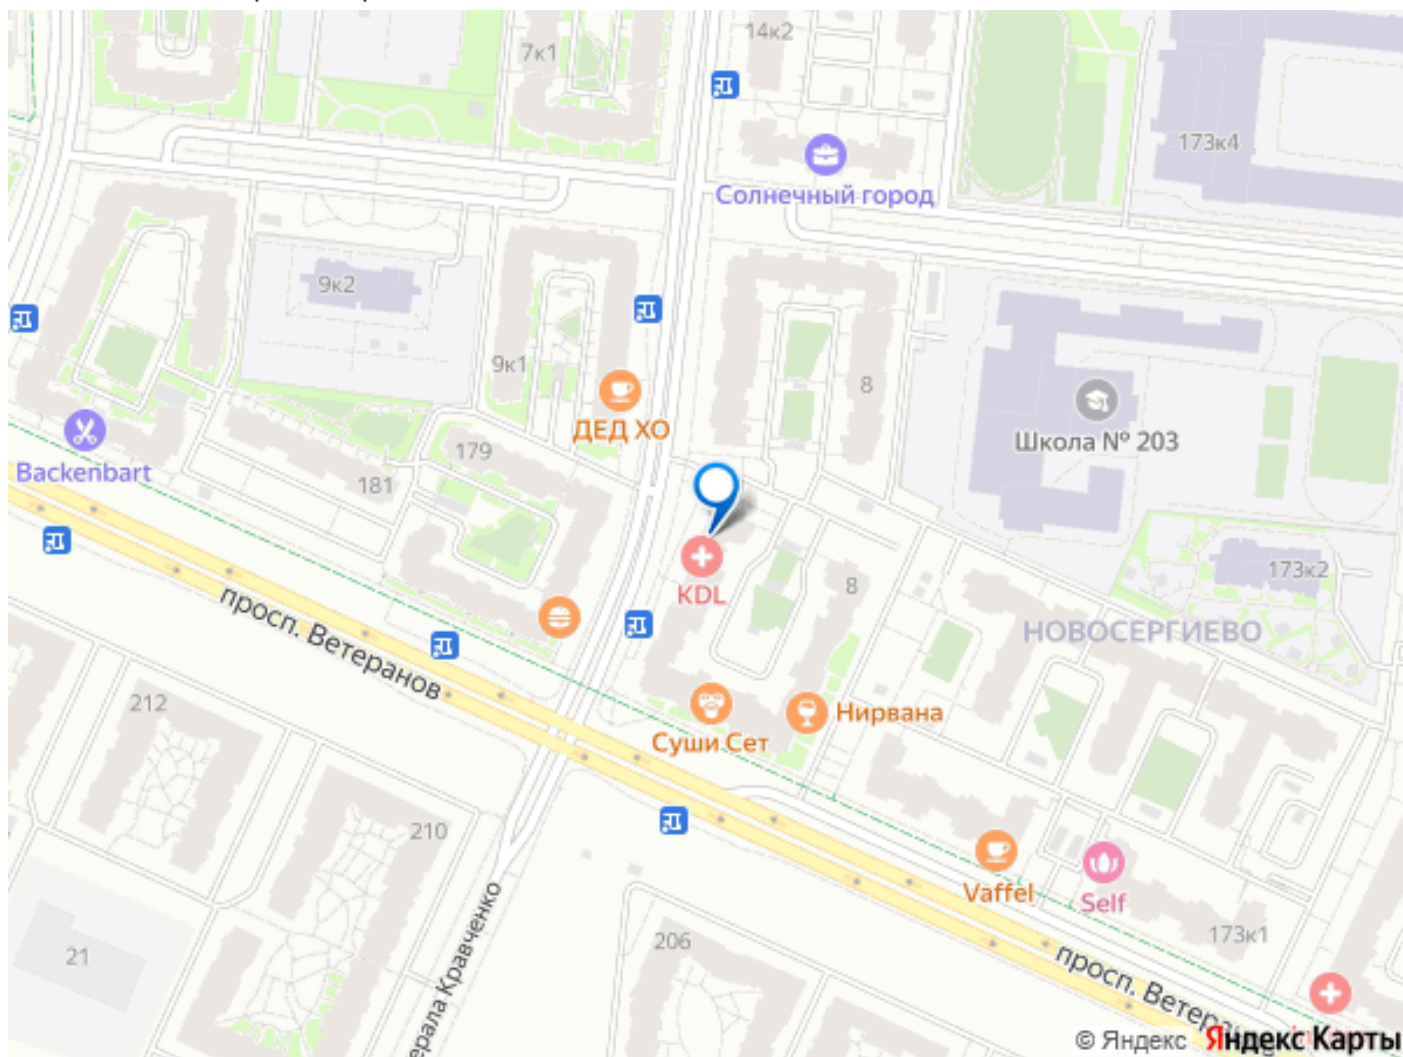 14к2
7к1
173к4
Солнечный город
9к2
9к1
8
ДЕД ХО
Школа № 203
179
Backenbart
181
173к2
8
KDL
НОВОСЕРГИЕВО
просп. Ветеранов
212
Нирвана
Суши Сет
210
Vaffel
Self
173к1
206
21
ерала Кравченко
просп. Ветера
© Яндекс
Яндекс Карты